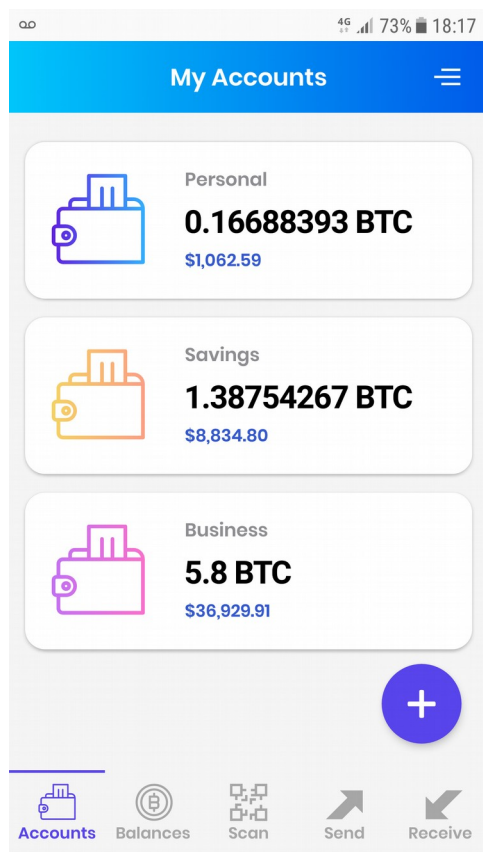 4G 73% 18:17
My Accounts
Personal
0.16688393 BTC
$1,062.59
Savings
1.38754267 BTC
$8,834.80
Business
5.8 BTC
$36,929.91
+
Accounts Balances Scan Send Receive